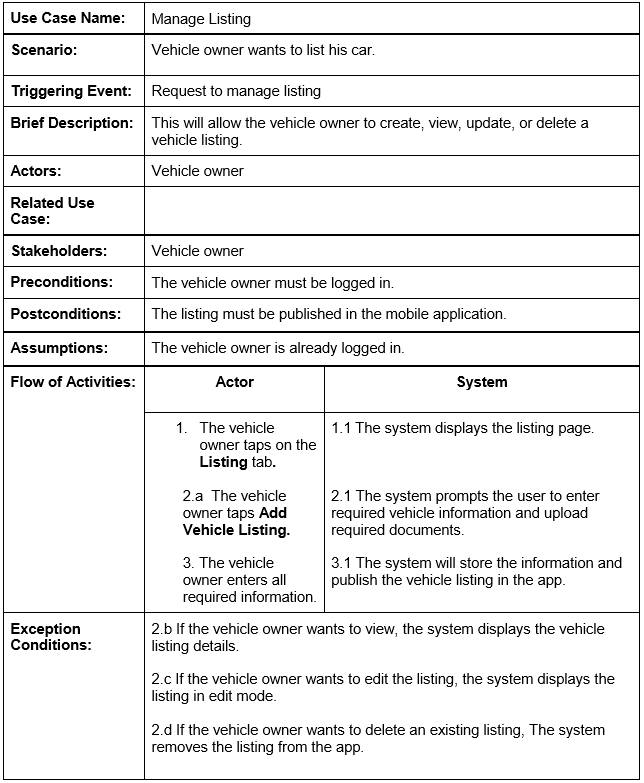 Use Case Name: Manage Listing
Scenario: Vehicle owner wants to list his car.
Triggering Event: Request to manage listing
Brief Description: This will allow the vehicle owner to create, view, update, or delete a
vehicle listing.
Actors: Vehicle owner
Related Use
Case:
Stakeholders: Vehicle owner
Preconditions: The vehicle owner must be logged in.
Postconditions: The listing must be published in the mobile application.
Assumptions: The vehicle owner is already logged in.
Flow of Activities: Actor System
1. The vehicle
owner taps on the
Listing tab.
1.1 The system displays the listing page.
2.a The vehicle
owner taps Add
Vehicle Listing.
2.1 The system prompts the user to enter
required vehicle information and upload
required documents.
3. The vehicle
owner enters all
required information.
3.1 The system will store the information and
publish the vehicle listing in the app.
Exception
Conditions:
2.b If the vehicle owner wants to view, the system displays the vehicle
listing details.
2.c If the vehicle owner wants to edit the listing, the system displays the
listing in edit mode.
2.d If the vehicle owner wants to delete an existing listing, The system
removes the listing from the app.